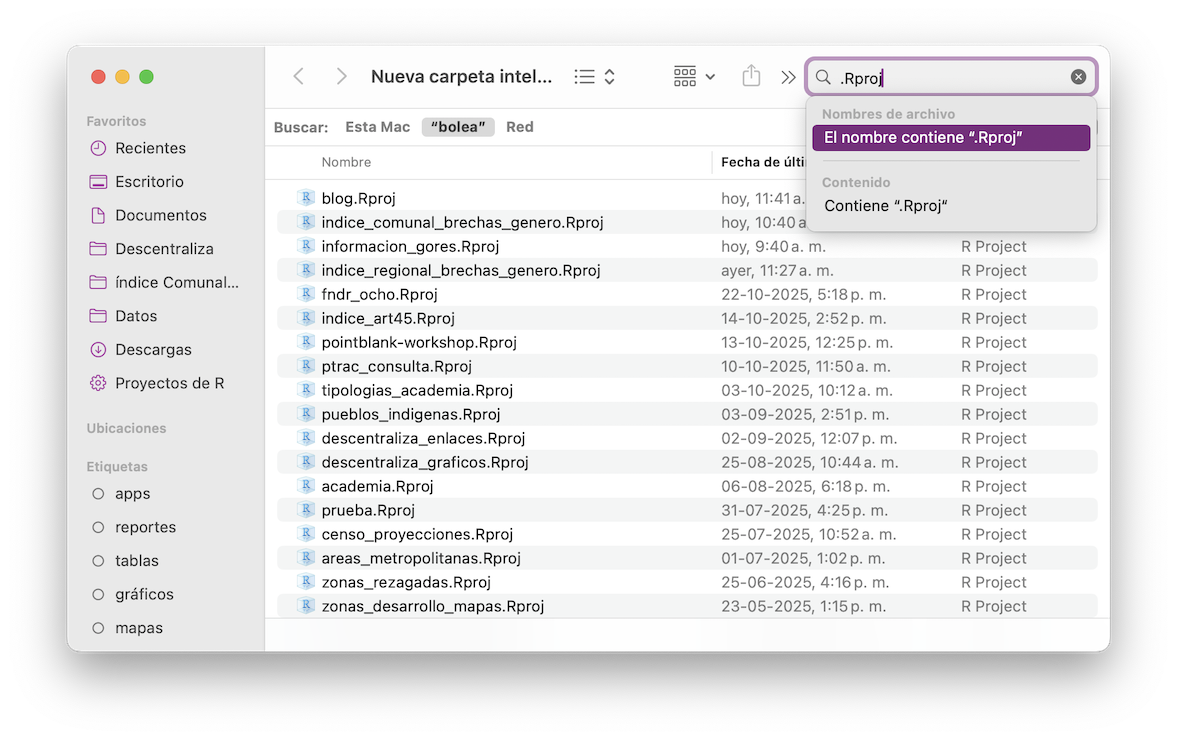 Nueva carpeta intel...
.Rproj
Nombres de archivo
El nombre contiene “.Rproj”
Contenido
Contiene “.Rproj“
Favoritos
Recientes
Escritorio
Documentos
Descentraliza
índice Comunal...
Datos
Descargas
Proyectos de R
Ubicaciones
Etiquetas
apps
reportes
tablas
gráficos
mapas
Buscar: Esta Mac “bolea” Red
Nombre Fecha de últi
blog.Rproj hoy, 11:41 a.
indice_comunal_brechas_genero.Rproj hoy, 10:40 a
informacion_gores.Rproj hoy, 9:40 a. m. R Project
indice_regional_brechas_genero.Rproj ayer, 11:27 a. m. R Project
fndr_ocho.Rproj 22-10-2025, 5:18 p. m. R Project
indice_art45.Rproj 14-10-2025, 2:52 p. m. R Project
pointblank-workshop.Rproj 13-10-2025, 12:25 p. m. R Project
ptrac_consulta.Rproj 10-10-2025, 11:50 a. m. R Project
tipologias_academia.Rproj 03-10-2025, 10:12 a. m. R Project
pueblos_indigenas.Rproj 03-09-2025, 2:51 p. m. R Project
descentraliza_enlaces.Rproj 02-09-2025, 12:07 p. m. R Project
descentraliza_graficos.Rproj 25-08-2025, 10:44 a. m. R Project
academia.Rproj 06-08-2025, 6:18 p. m. R Project
prueba.Rproj 31-07-2025, 4:25 p. m. R Project
censo_proyecciones.Rproj 25-07-2025, 10:52 a. m. R Project
areas_metropolitanas.Rproj 01-07-2025, 1:02 p. m. R Project
zonas_rezagadas.Rproj 25-06-2025, 4:16 p. m. R Project
zonas_desarrollo_mapas.Rproj 23-05-2025, 1:15 p. m. R Project